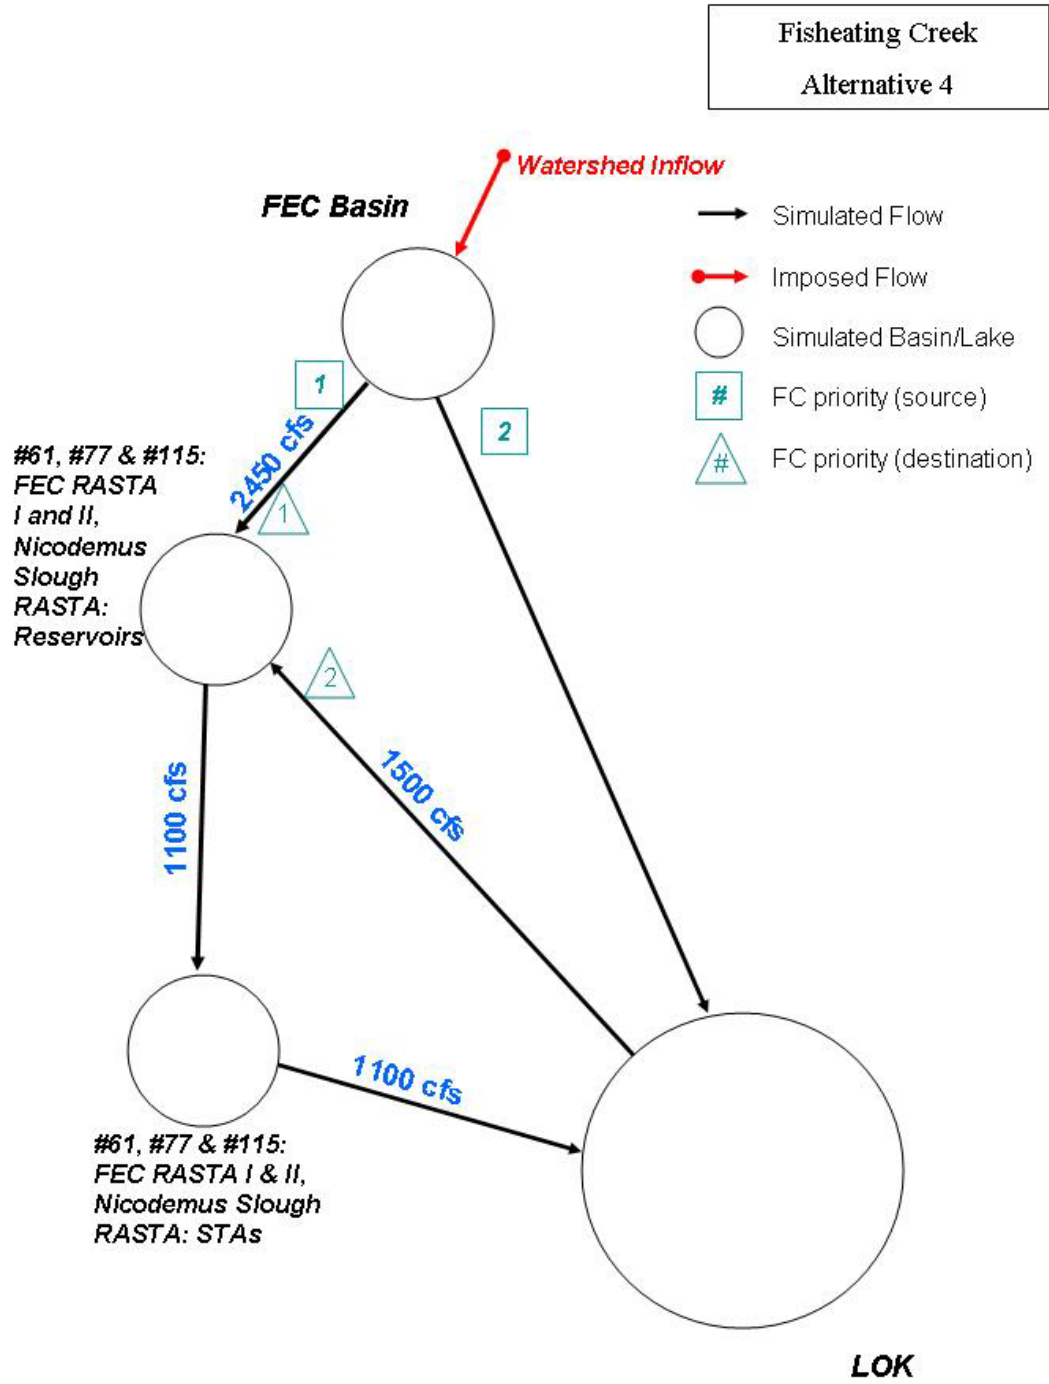 Fisheating Creek
Alternative 4
Watershed Inflow
FEC Basin
Simulated Flow
Imposed Flow
Simulated Basin/Lake
# FC priority (source)
# FC priority (destination)
1
2
2450 cfs
1
#61, #77 & #115:
FEC RASTA
I and II,
Nicodemus
Slough
RASTA:
Reservoirs
2
1500 cfs
1100 cfs
1100 cfs
#61, #77 & #115:
FEC RASTA I & II,
Nicodemus Slough
RASTA: STAs
LOK